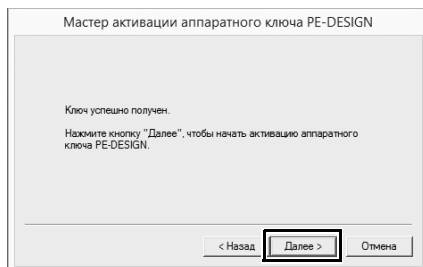 Мастер активации аппаратного ключа PE-DESIGN
Ключ успешно получен.
Нажмите кнопку "Далее", чтобы начать активацию аппаратного
ключа PE-DESIGN.
< Назад
Далее >
Отмена